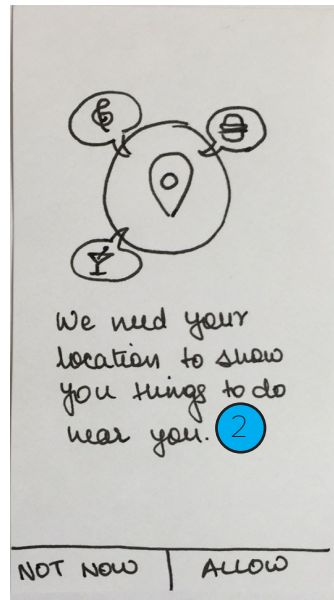 We need your
location to show
you things to do
near you. 2
NOT NOW
ALLOW